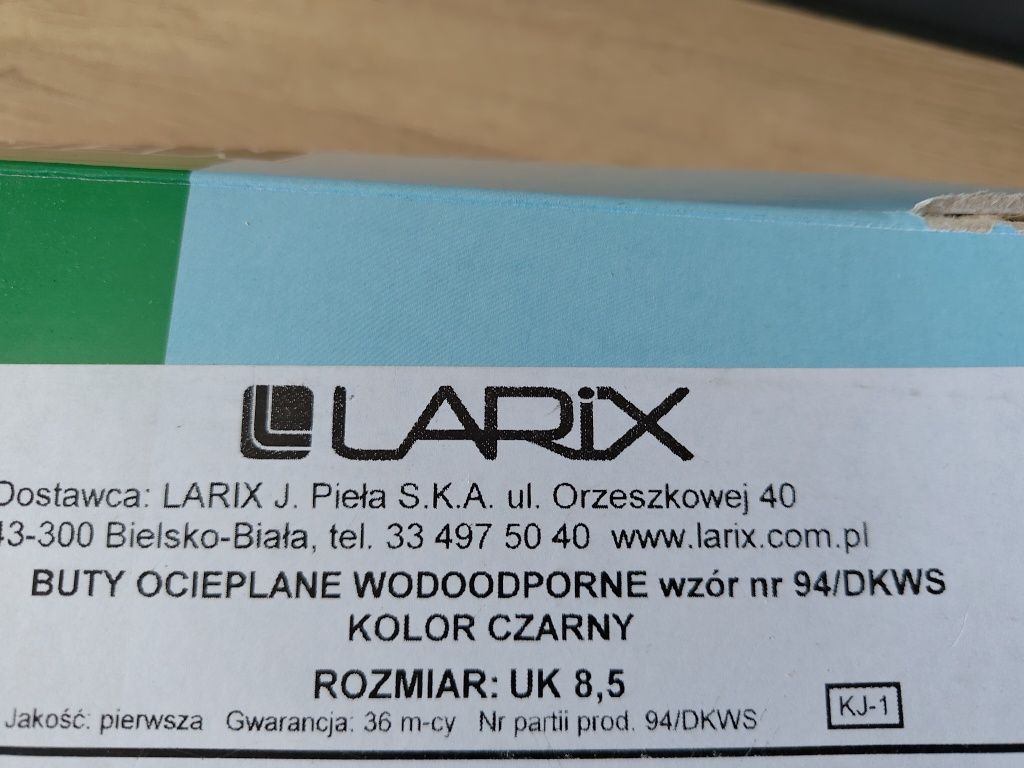 LARiX
Dostawca: LARIX J. Pieła S.K.A. ul. Orzeszkowej 40
43-300 Bielsko-Biała, tel. 33 497 50 40 www.larix.com.pl
BUTY OCIEPLANE WODOODPORNE wzór nr 94/DKWS
KOLOR CZARNY
ROZMIAR: UK 8,5
Jakość: pierwsza Gwarancja: 36 m-cy Nr partii prod. 94/DKWS KJ-1